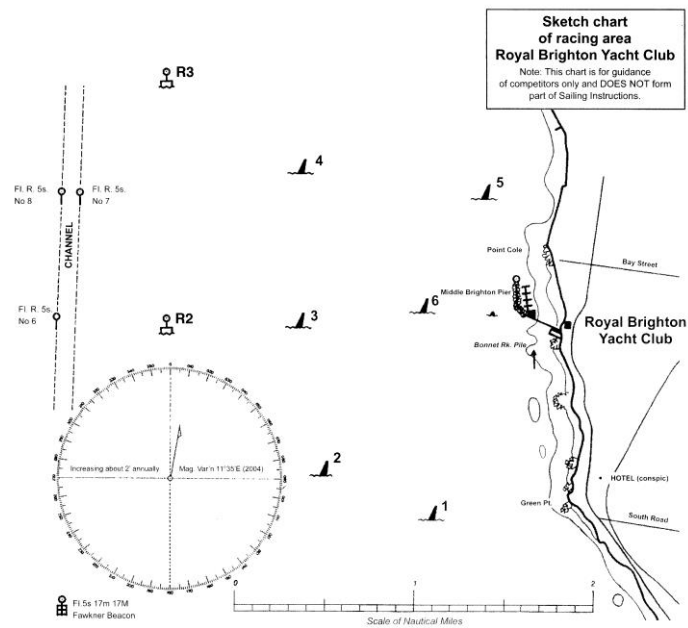 Sketch chart
of racing area
Royal Brighton Yacht Club
Note: This chart is for guidance
of competitors only and DOES NOT form
part of Sailing Instructions.
R3
4
5
Fl. R. 5s.
No 8
Fl. R. 5s.
No 7
CHANNEL
Point Cole
Bay Street
Middle Brighton Pier
6
3
R2
Fl. R. 5s.
No 6
Royal Brighton
Yacht Club
Bonnet Rk. Pile
2
Increasing about 2' annually
Mag. Var'n 11°35'E (2004)
HOTEL (conspic)
1
Green Pt.
South Road
0
1
2
Fl.5s 17m 17M
Fawkner Beacon
Scale of Nautical Miles